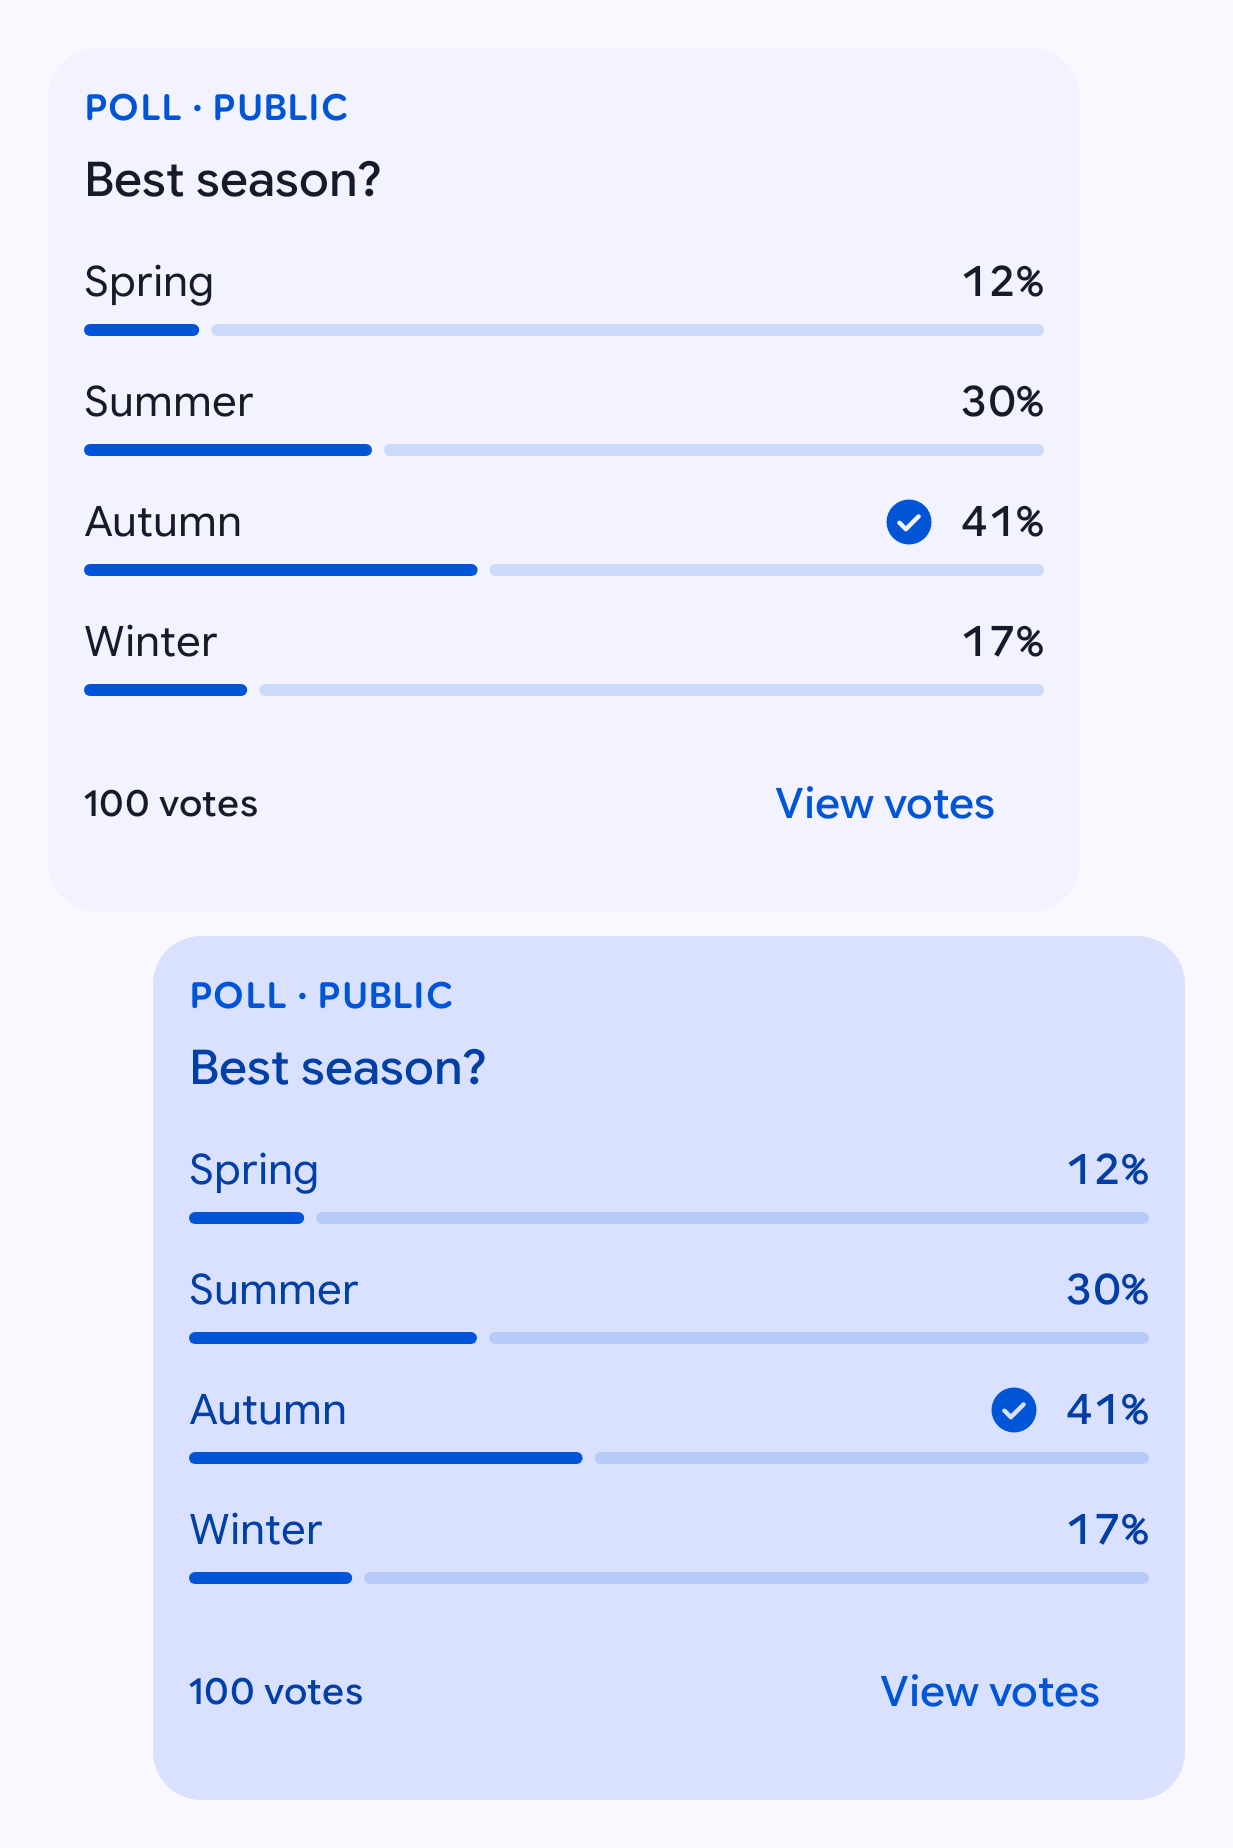 POLL · PUBLIC
Best season?
Spring 12%
Summer 30%
Autumn 41%
Winter 17%
100 votes View votes
POLL · PUBLIC
Best season?
Spring 12%
Summer 30%
Autumn 41%
Winter 17%
100 votes View votes